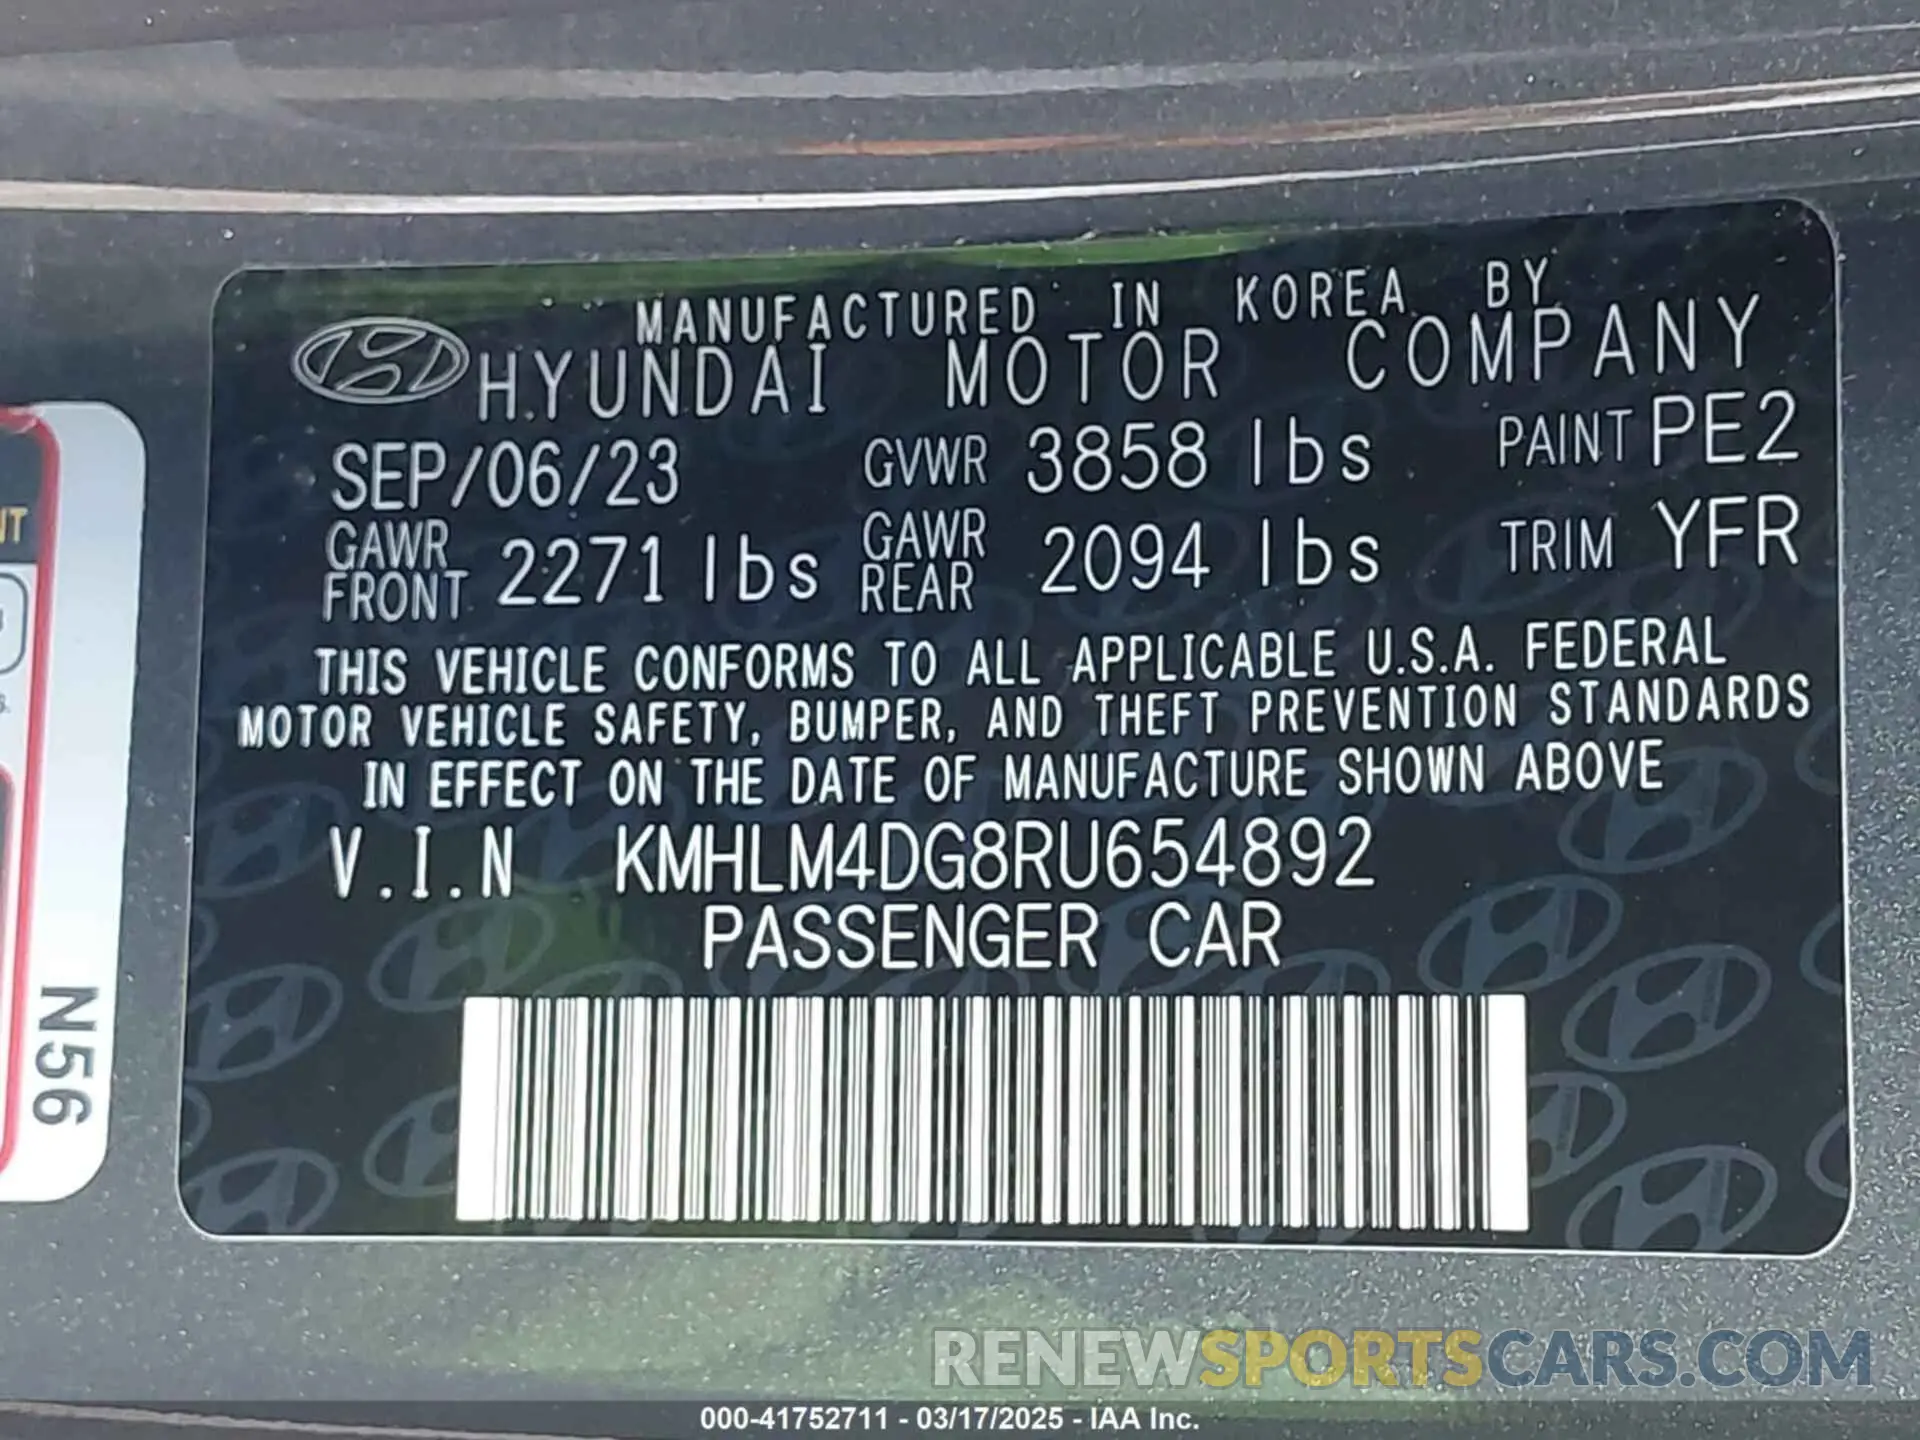 MANUFACTURED IN KOREA BY
HYUNDAI MOTOR COMPANY
SEP/06/23 GVWR 3858 lbs PAINT PE2
GAWR FRONT 2271 lbs GAWR REAR 2094 lbs TRIM YFR
THIS VEHICLE CONFORMS TO ALL APPLICABLE U.S.A. FEDERAL
MOTOR VEHICLE SAFETY, BUMPER, AND THEFT PREVENTION STANDARDS
IN EFFECT ON THE DATE OF MANUFACTURE SHOWN ABOVE
V.I.N KMHLM4DG8RU654892
PASSENGER CAR
N56
RENEWSPORTSCARS.COM
000-41752711 - 03/17/2025 - IAA Inc.